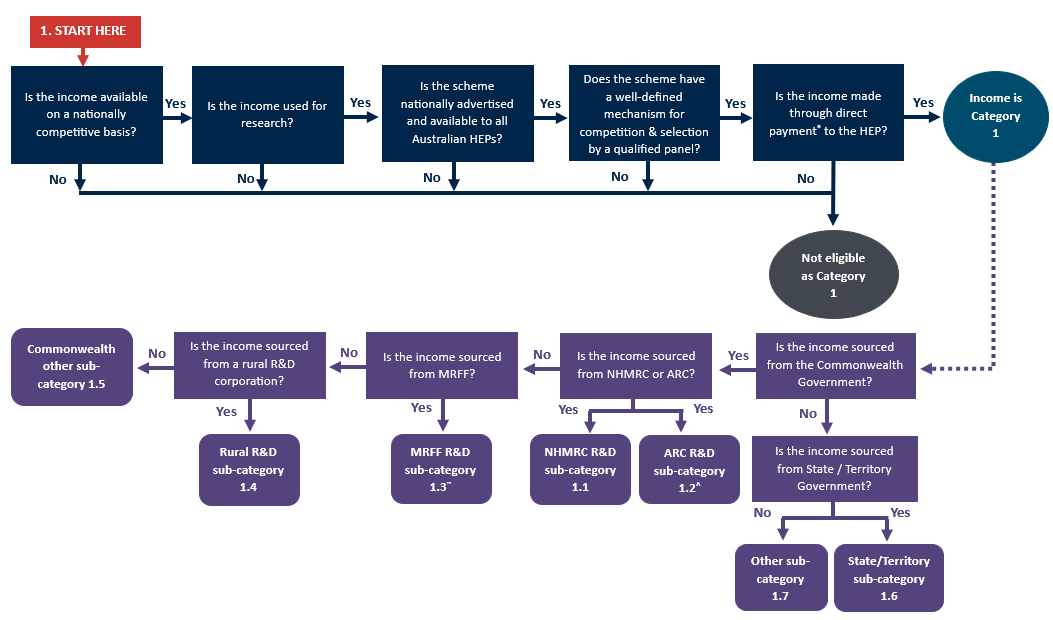 1. START HERE
Is the income available
on a nationally
competitive basis?
Yes
Is the income used for
research?
Yes
Is the scheme
nationally advertised
and available to all
Australian HEPs?
Yes
Does the scheme have
a well-defined
mechanism for
competition & selection
by a qualified panel?
Yes
Is the income made
through direct
payment* to the HEP?
Yes
Income is
Category
1
No
No
No
No
No
Not eligible
as Category
1
Is the income sourced
from the Commonwealth
Government?
Yes
Is the income sourced
from NHMRC or ARC?
No
Is the income sourced
from MRFF?
No
Is the income sourced
from a rural R&D
corporation?
No
Commonwealth
other sub-
category 1.5
Yes
Rural R&D
sub-category
1.4
Yes
MRFF R&D
sub-category
1.3~
Yes
NHMRC R&D
sub-category
1.1
Yes
ARC R&D
sub-category
1.2^
No
Is the income sourced
from State / Territory
Government?
No
Other sub-
category
1.7
Yes
State/Territory
sub-category
1.6